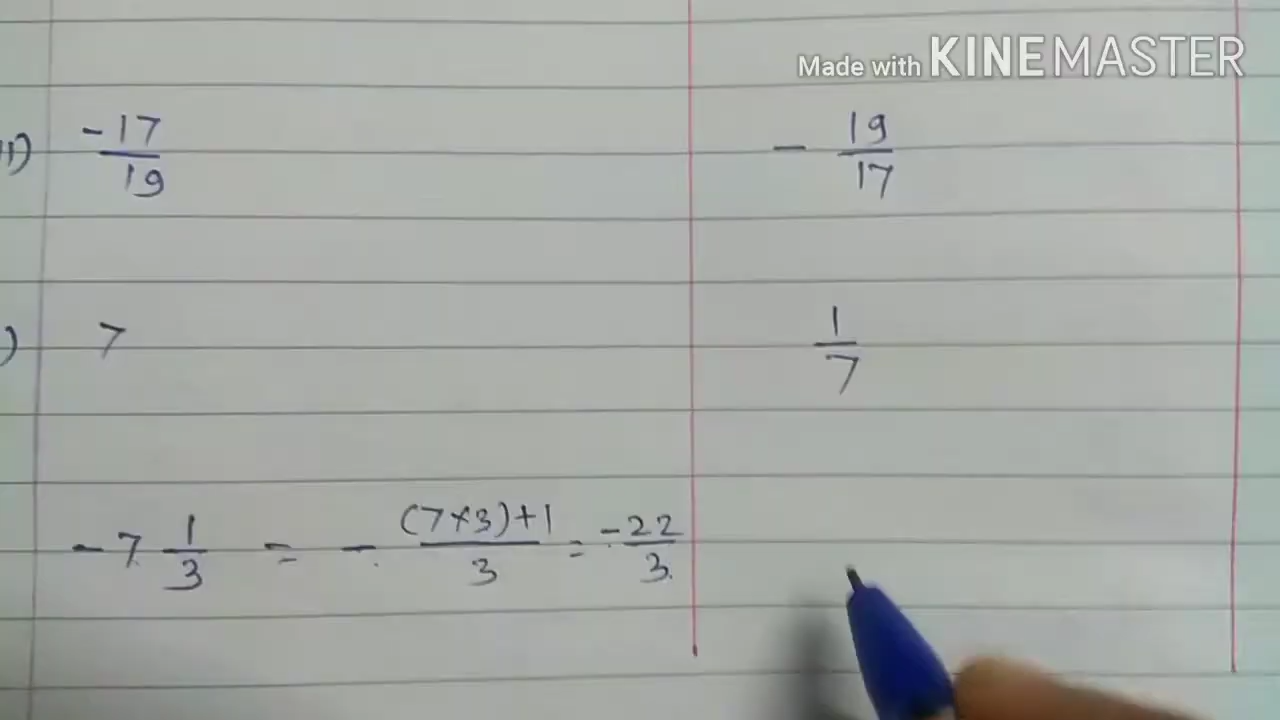 Made with KINEMASTER
11) -17/19 - 19/17
) 7 1/7
-7 1/3 = - (7×3)+1/3 = -22/3